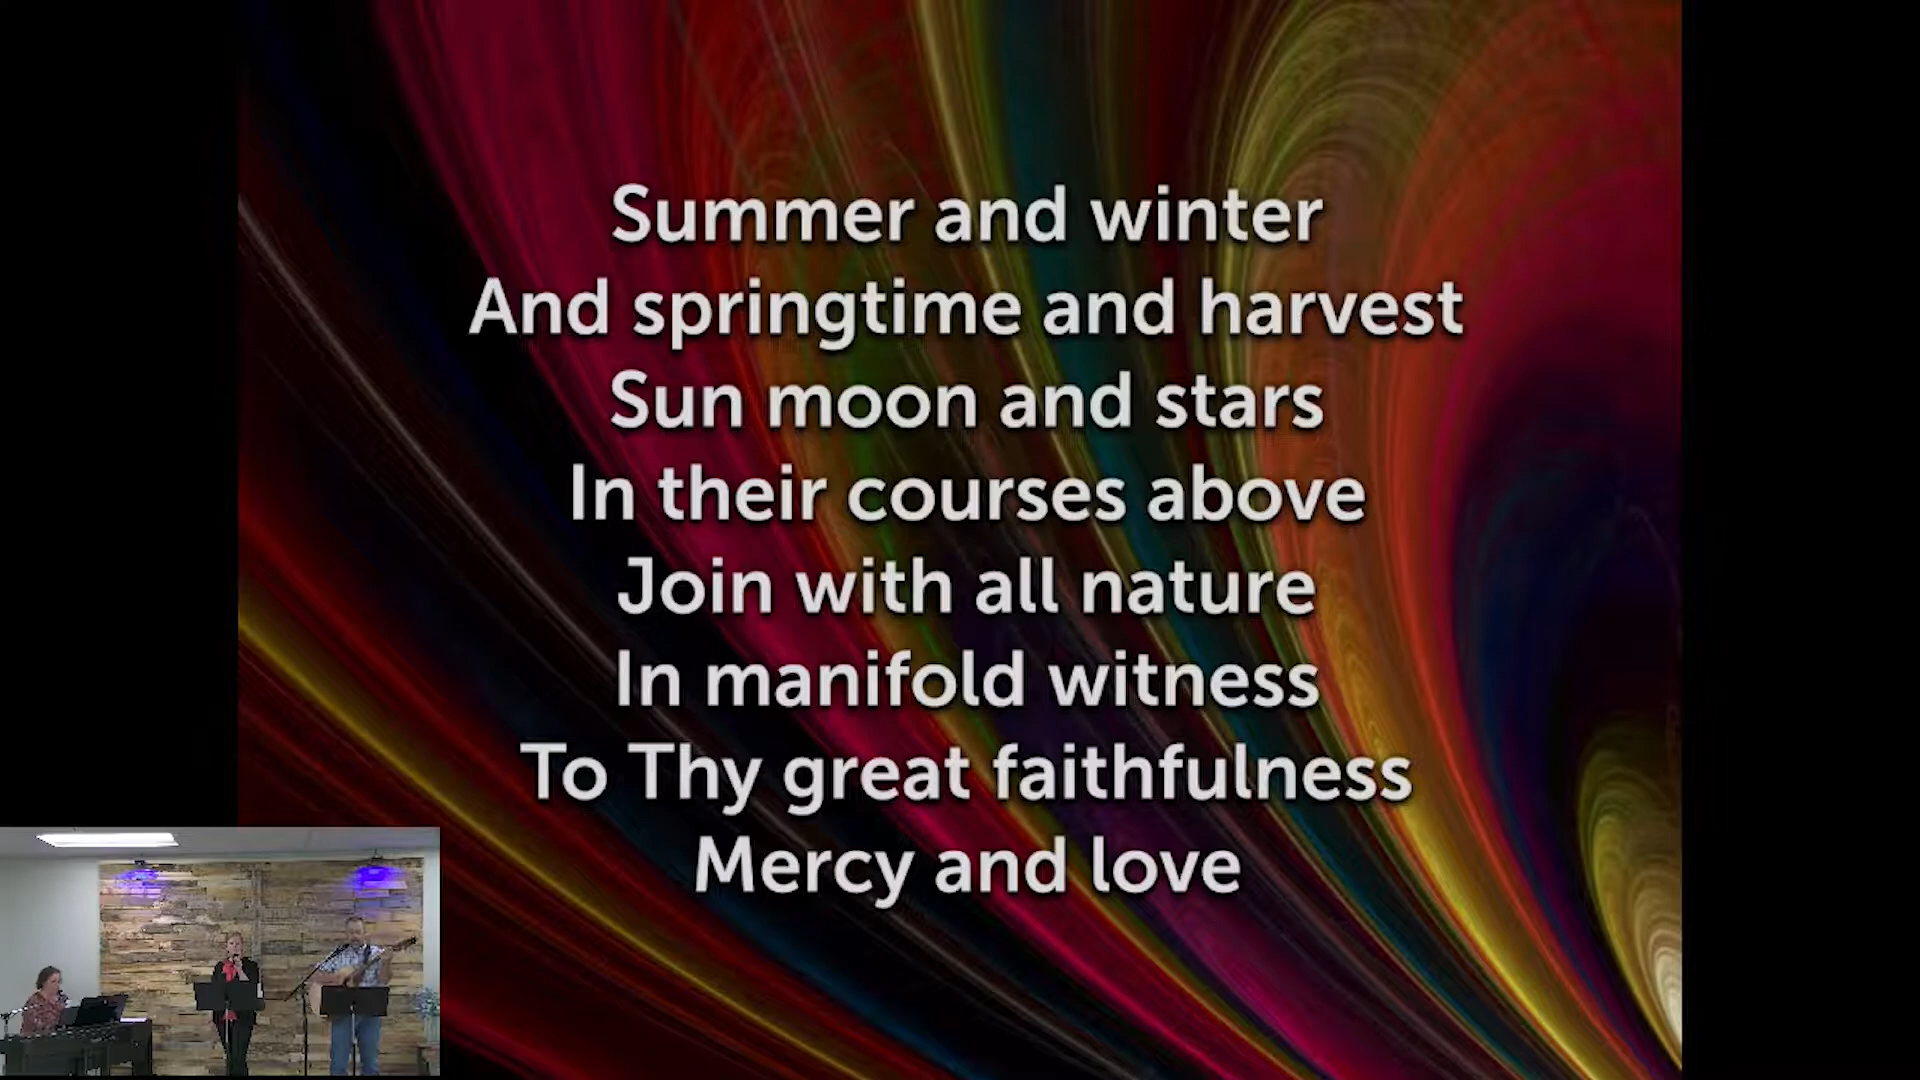 Summer and winter
And springtime and harvest
Sun moon and stars
In their courses above
Join with all nature
In manifold witness
To Thy great faithfulness
Mercy and love